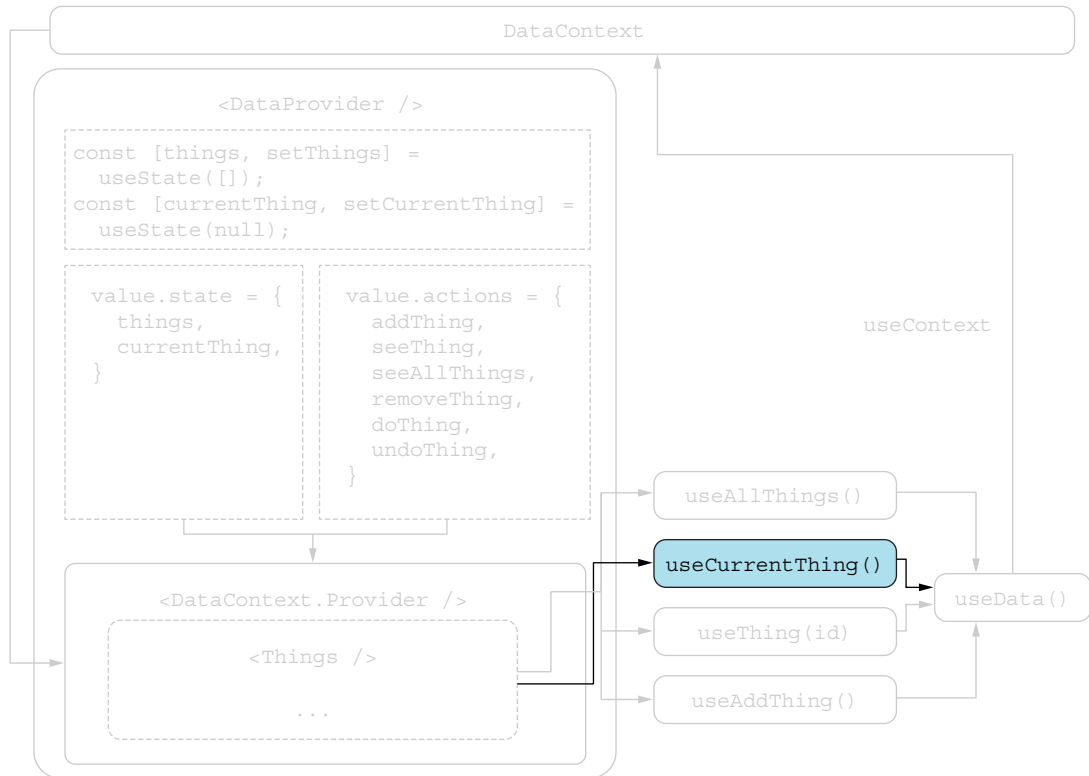 DataContext
<DataProvider />
const [things, setThings] =
  useState([]);
const [currentThing, setCurrentThing] =
  useState(null);
value.state = {
  things,
  currentThing,
}
value.actions = {
  addThing,
  seeThing,
  seeAllThings,
  removeThing,
  doThing,
  undoThing,
}
useContext
useAllThings()
useCurrentThing()
useThing(id)
useAddThing()
useData()
<DataContext.Provider />
<Things />
...